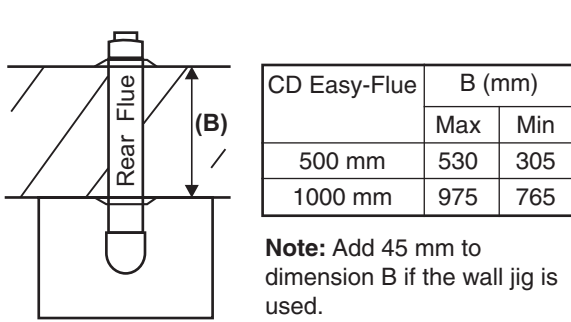 Rear Flue
(B)
CD Easy-Flue B (mm)
Max Min
500 mm 530 305
1000 mm 975 765
Note: Add 45 mm to
dimension B if the wall jig is
used.